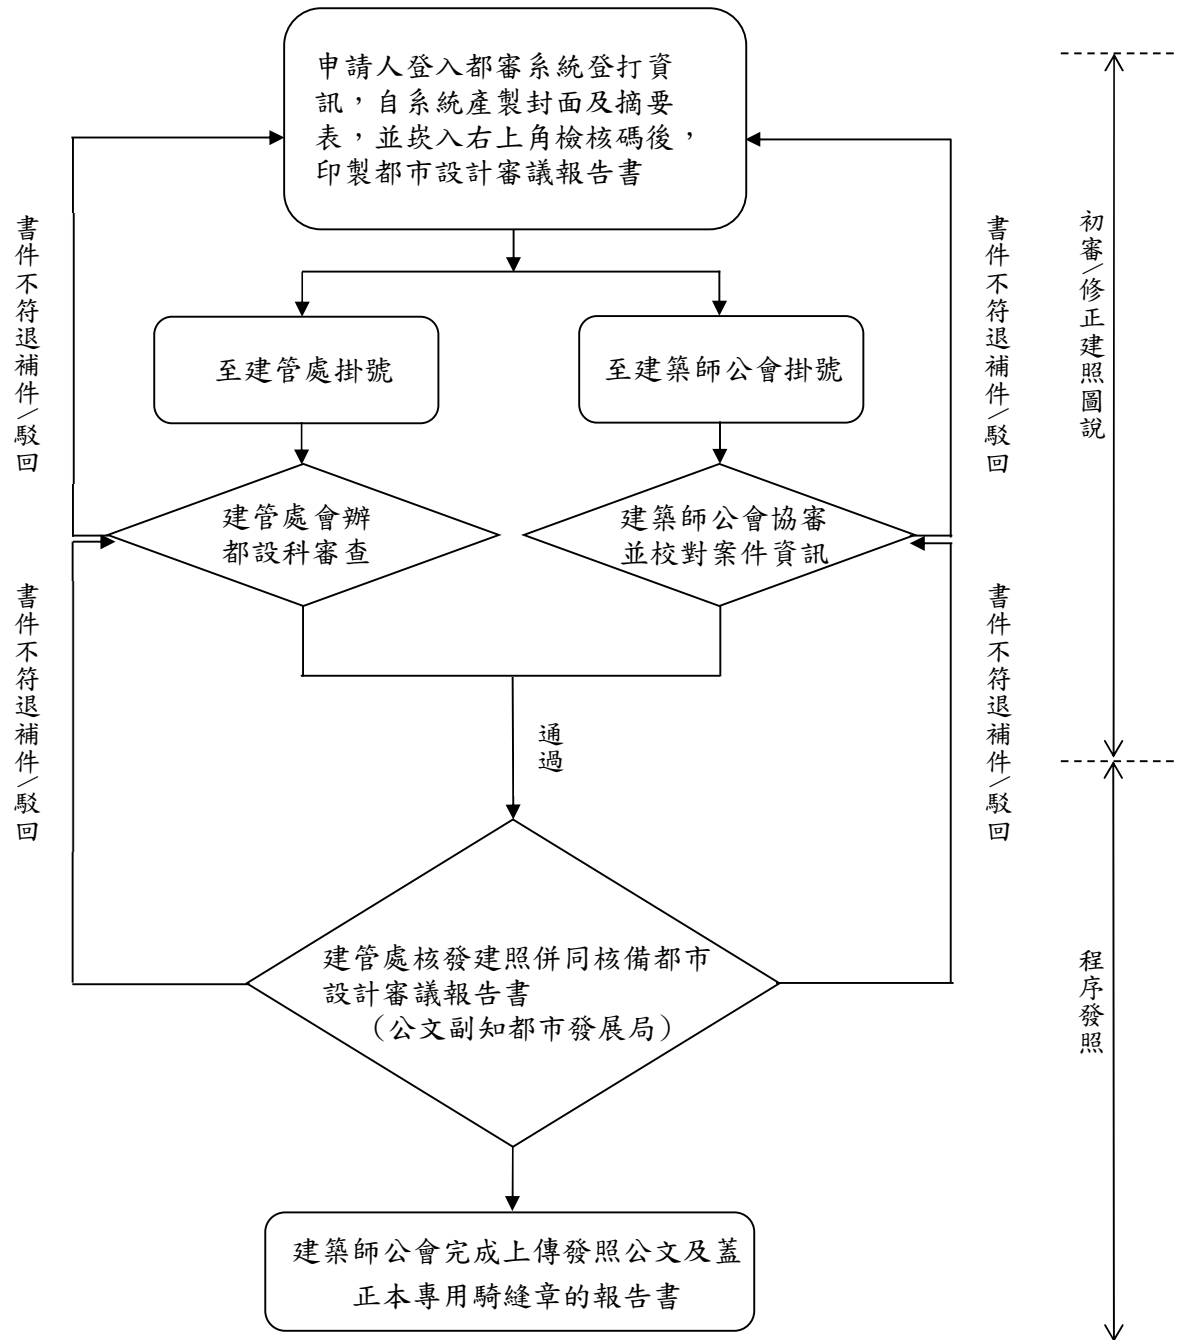 申請人登入都審系統登打資
訊，自系統產製封面及摘要
表，並崁入右上角檢核碼後，
印製都市設計審議報告書
書件不符退補件/駁回
書件不符退補件/駁回
初審/修正建照圖說
至建管處掛號
至建築師公會掛號
建管處會辦
都設科審查
建築師公會協審
並校對案件資訊
書件不符退補件/駁回
書件不符退補件/駁回
通過
建管處核發建照併同核備都市
設計審議報告書
（公文副知都市發展局）
程序發照
建築師公會完成上傳發照公文及蓋
正本專用騎縫章的報告書